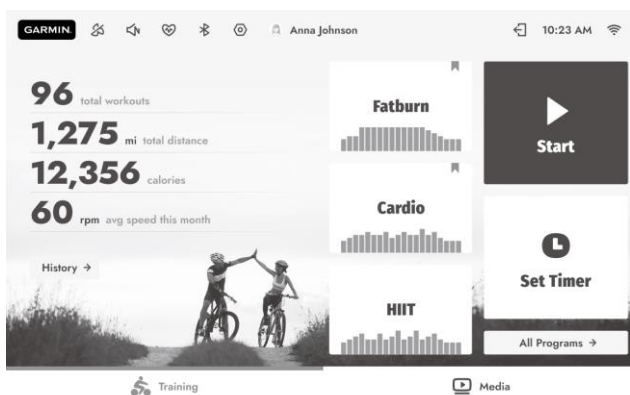 GARMIN.
Anna Johnson
10:23 AM
96 total workouts
1,275 mi total distance
12,356 calories
60 rpm avg speed this month
History →
Fatburn
Cardio
HIIT
Start
Set Timer
All Programs →
Training
Media